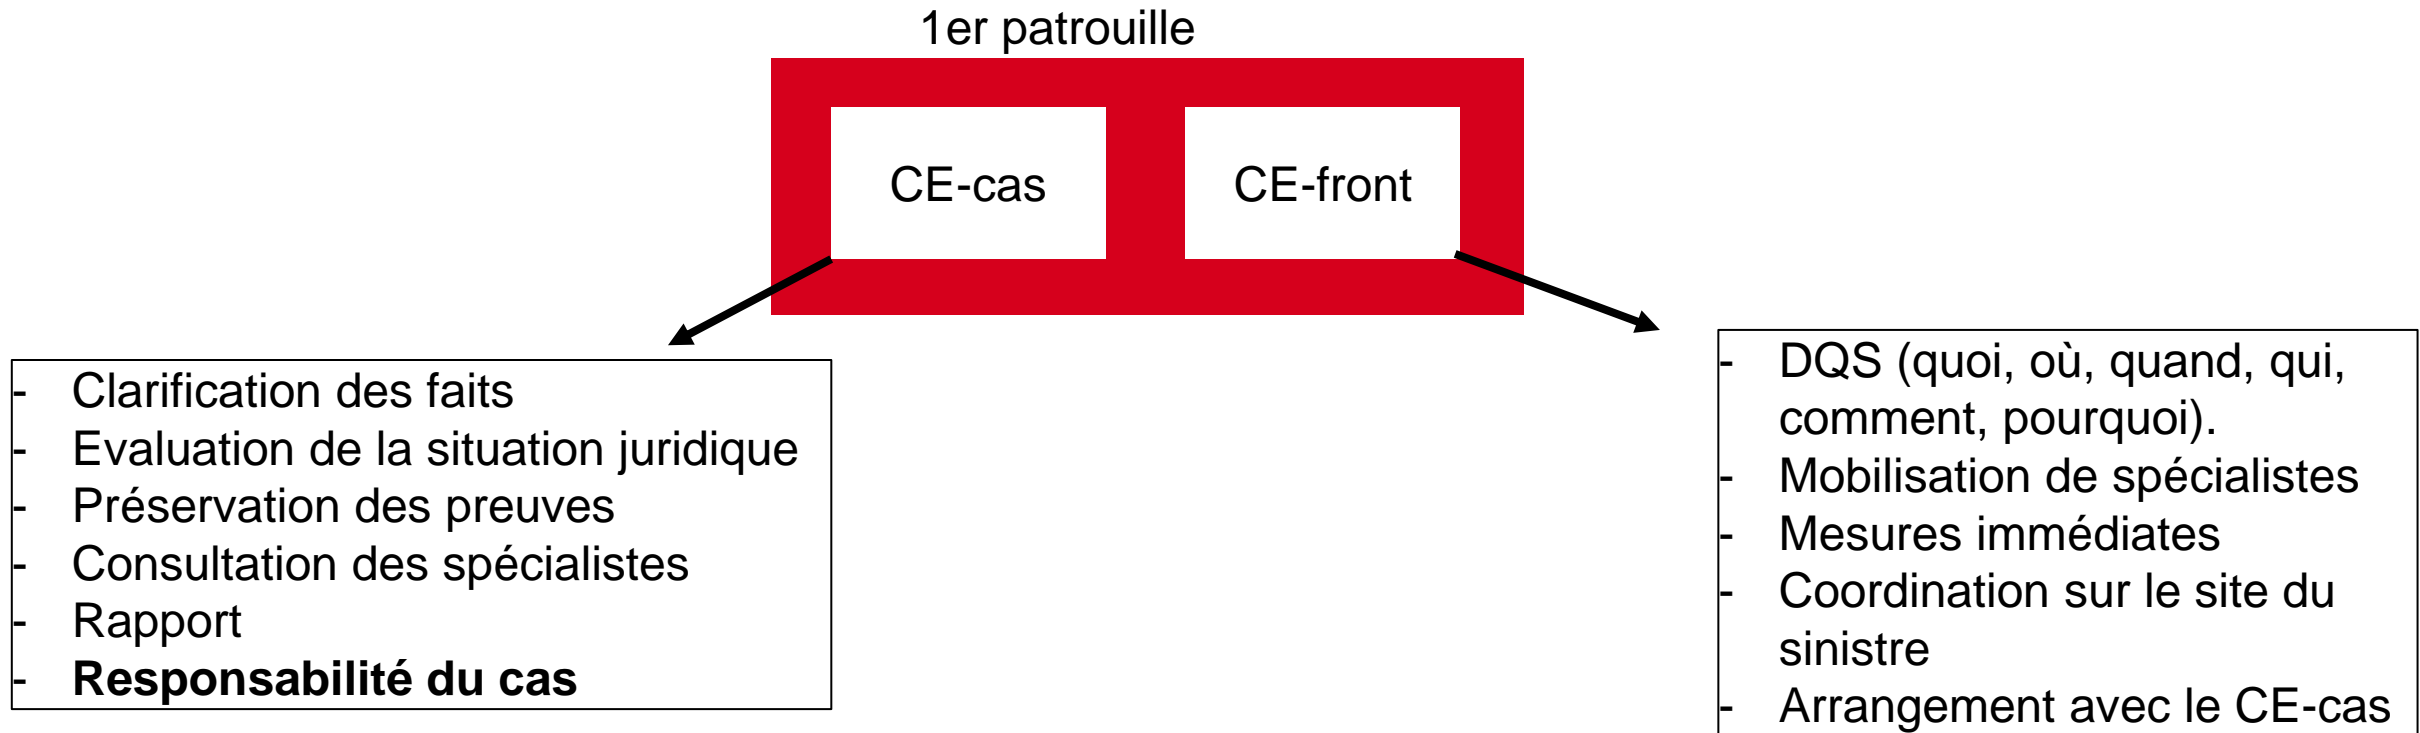 1er patrouille
CE-cas
CE-front
- Clarification des faits
- Evaluation de la situation juridique
- Préservation des preuves
- Consultation des spécialistes
- Rapport
- Responsabilité du cas
- DQS (quoi, où, quand, qui,
comment, pourquoi).
- Mobilisation de spécialistes
- Mesures immédiates
- Coordination sur le site du
sinistre
- Arrangement avec le CE-cas